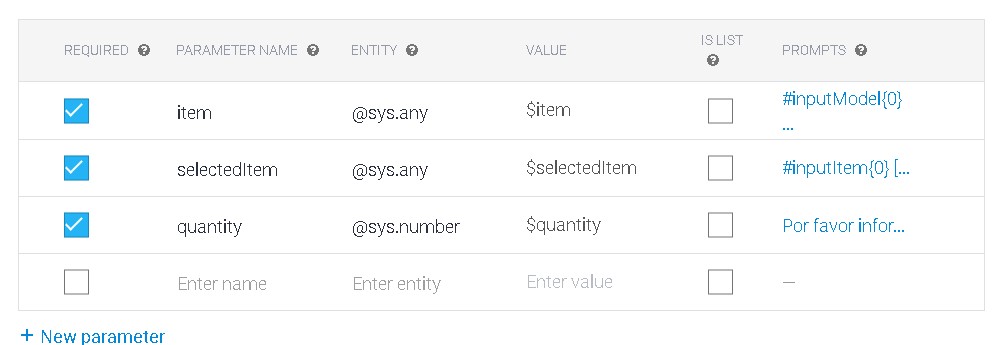 REQUIRED PARAMETER NAME ENTITY VALUE IS LIST PROMPTS
item @sys.any $item #inputModel{0} ...
selectedItem @sys.any $selectedItem #inputItem{0} [...
quantity @sys.number $quantity Por favor infor...
Enter name Enter entity Enter value —
+ New parameter